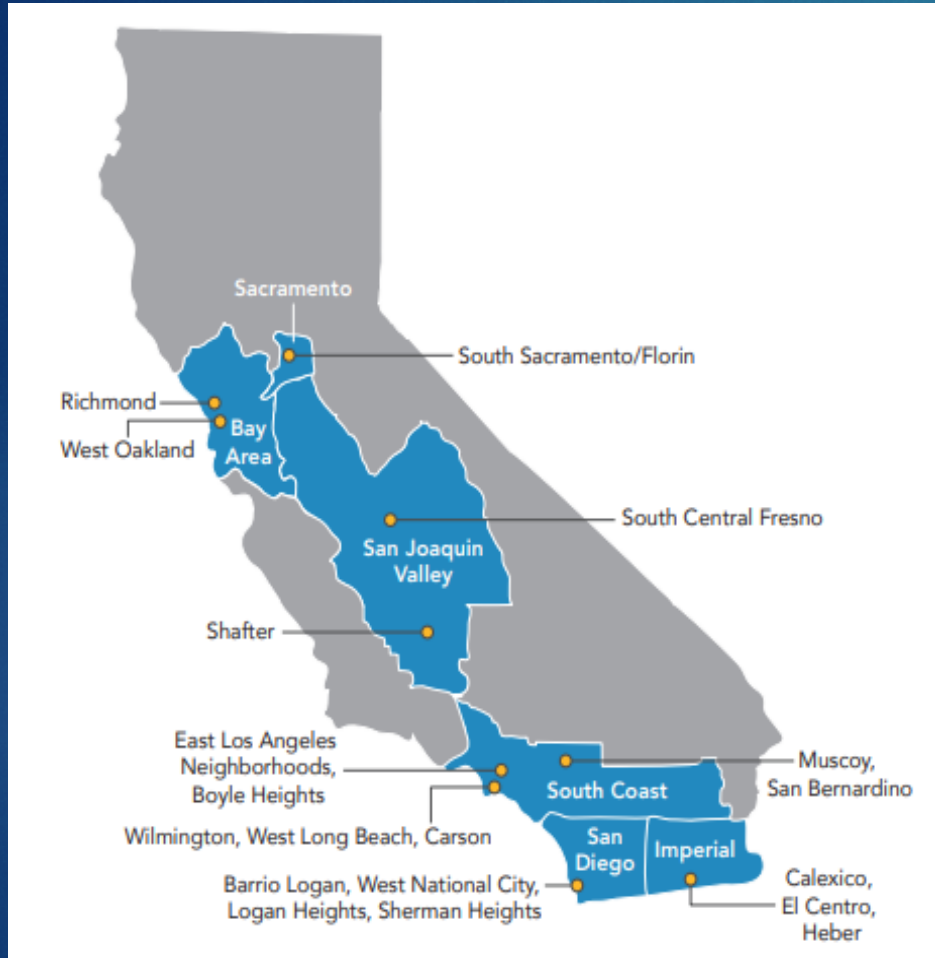 Sacramento
South Sacramento/Florin
Richmond
West Oakland
Bay
Area
South Central Fresno
San Joaquin
Valley
Shafter
East Los Angeles
Neighborhoods,
Boyle Heights
Muscoy,
San Bernardino
South Coast
Wilmington, West Long Beach, Carson
San
Diego
Imperial
Barrio Logan, West National City,
Logan Heights, Sherman Heights
Calexico,
El Centro,
Heber